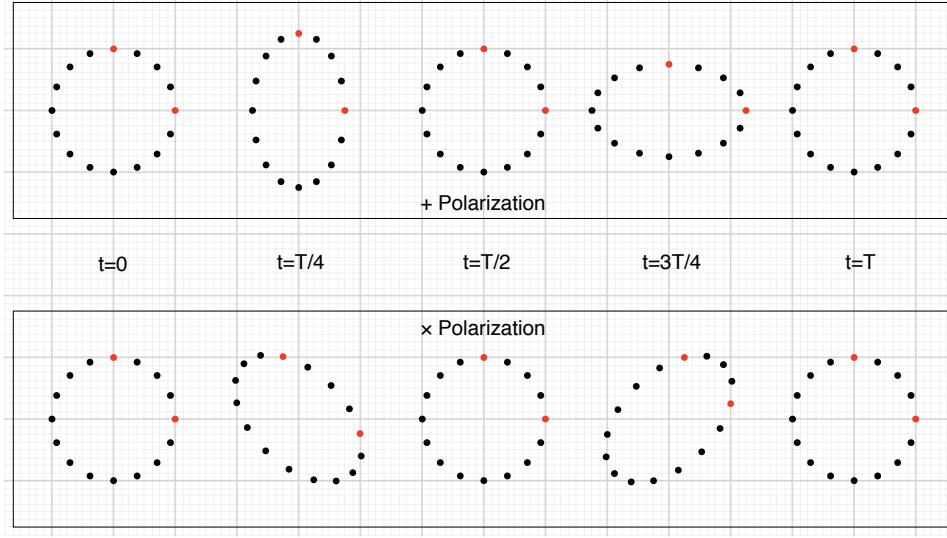 + Polarization
t=0 t=T/4 t=T/2 t=3T/4 t=T
× Polarization